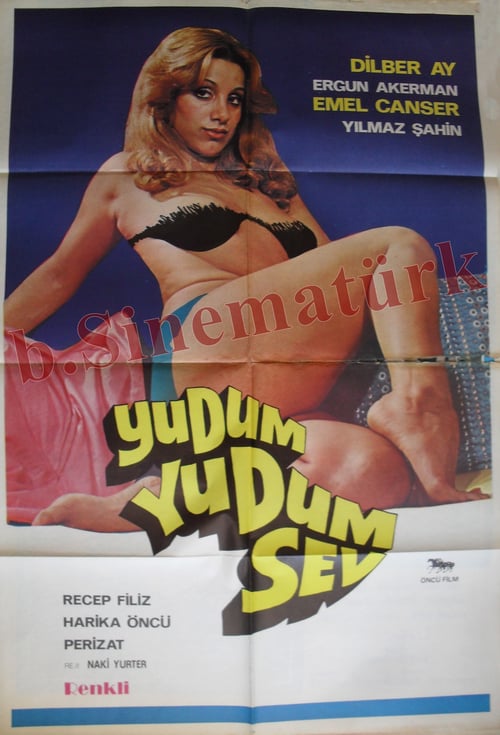 DİLBER AY
ERGUN AKERMAN
EMEL CANSER
YILMAZ ŞAHİN
b.Sinematürk
YUDUM
YUDUM
SEV
ÖNCÜ FİLM
RECEP FİLİZ
HARİKA ÖNCÜ
PERİZAT
REJİ NAKİ YURTER
Renkli